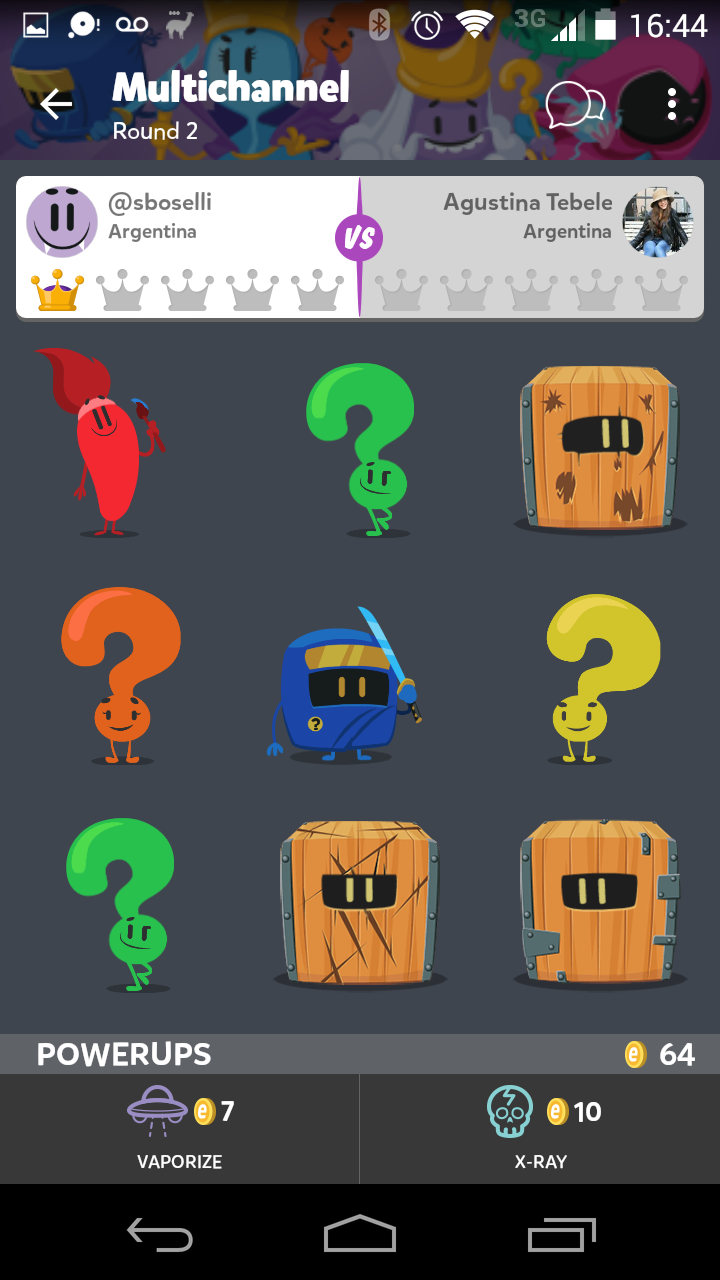 3G 16:44
Multichannel
Round 2
@sboselli
Argentina
VS
Agustina Tebele
Argentina
POWERUPS
e 64
e 7
VAPORIZE
e 10
X-RAY